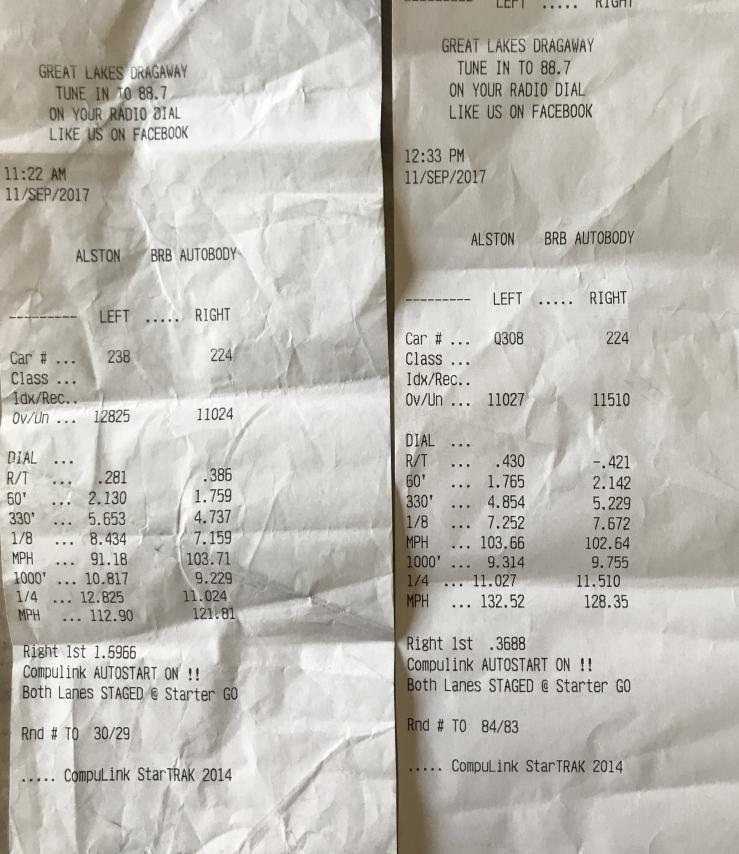 GREAT LAKES DRAGAWAY
TUNE IN TO 88.7
ON YOUR RADIO DIAL
LIKE US ON FACEBOOK
11:22 AM
11/SEP/2017
ALSTON BRB AUTOBODY
--------- LEFT ..... RIGHT
Car # ... 238 224
Class ...
Idx/Rec..
Ov/Un ... 12825 11024
DIAL ...
R/T ... .281 .386
60' ... 2.130 1.759
330' ... 5.653 4.737
1/8 ... 8.434 7.159
MPH ... 91.18 103.71
1000' ... 10.817 9.229
1/4 ... 12.825 11.024
MPH ... 112.90 121.81
Right 1st 1.6966
Compulink AUTOSTART ON !!
Both Lanes STAGED @ Starter GO
Rnd # TO 30/29
..... CompuLink StarTRAK 2014
--------- LEFT ..... RIGHT
GREAT LAKES DRAGAWAY
TUNE IN TO 88.7
ON YOUR RADIO DIAL
LIKE US ON FACEBOOK
12:33 PM
11/SEP/2017
ALSTON BRB AUTOBODY
--------- LEFT ..... RIGHT
Car # ... Q308 224
Class ...
Idx/Rec..
Ov/Un ... 11027 11510
DIAL ...
R/T ... .430 -.421
60' ... 1.765 2.142
330' ... 4.854 5.229
1/8 ... 7.252 7.672
MPH ... 103.66 102.64
1000' ... 9.314 9.755
1/4 ... 11.027 11.510
MPH ... 132.52 128.35
Right 1st .3688
Compulink AUTOSTART ON !!
Both Lanes STAGED @ Starter GO
Rnd # TO 84/83
..... CompuLink StarTRAK 2014